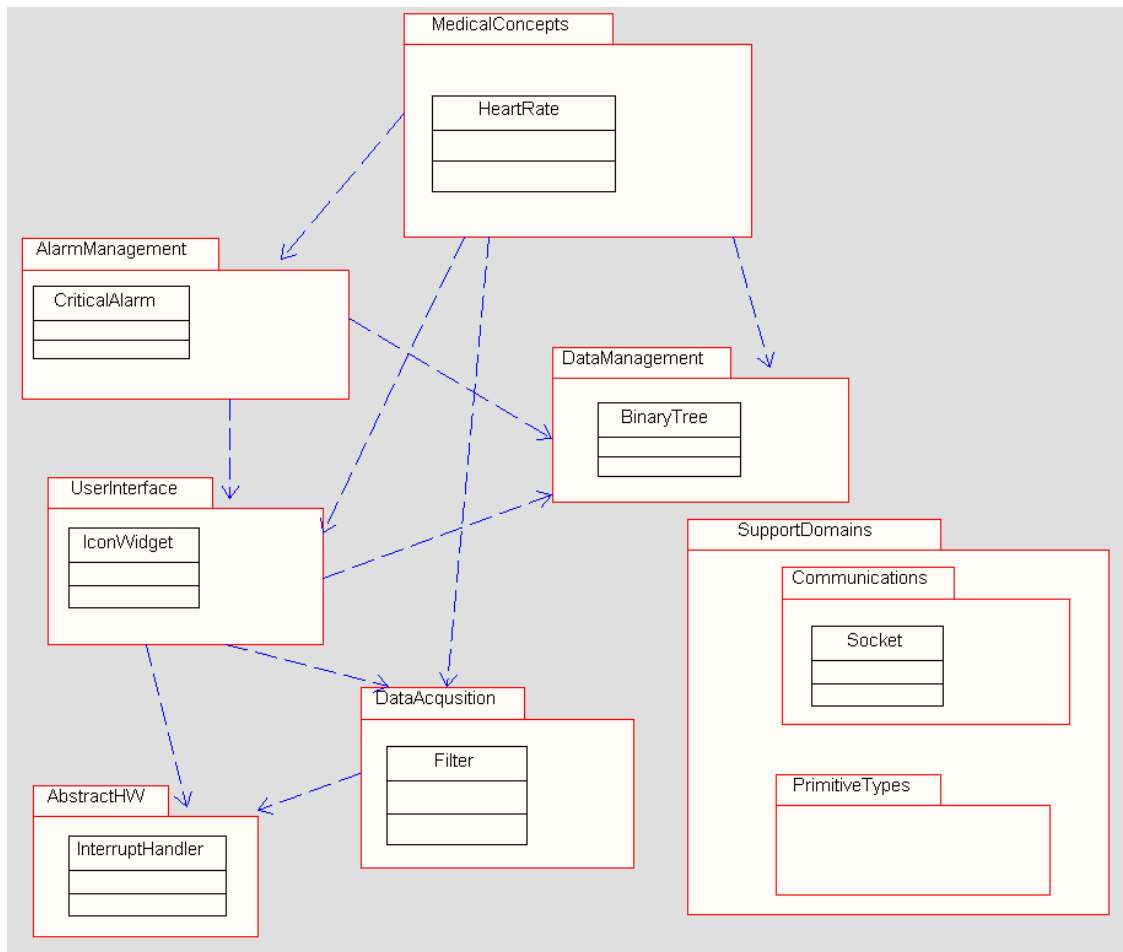 MedicalConcepts
HeartRate
AlarmManagement
CriticalAlarm
DataManagement
BinaryTree
UserInterface
IconWidget
SupportDomains
Communications
Socket
DataAcqusition
Filter
PrimitiveTypes
AbstractHW
InterruptHandler